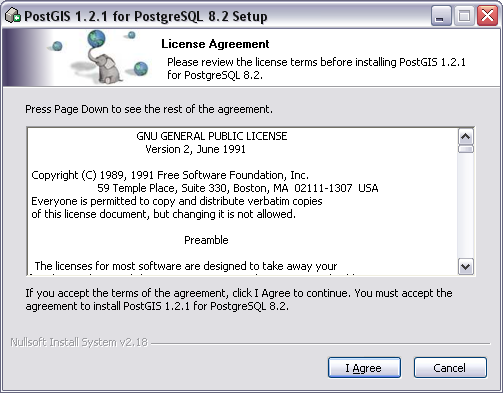 PostGIS 1.2.1 for PostgreSQL 8.2 Setup
License Agreement
Please review the license terms before installing PostGIS 1.2.1
for PostgreSQL 8.2.
Press Page Down to see the rest of the agreement.
GNU GENERAL PUBLIC LICENSE
Version 2, June 1991
Copyright (C) 1989, 1991 Free Software Foundation, Inc.
59 Temple Place, Suite 330, Boston, MA 02111-1307 USA
Everyone is permitted to copy and distribute verbatim copies
of this license document, but changing it is not allowed.
Preamble
The licenses for most software are designed to take away your
If you accept the terms of the agreement, click I Agree to continue. You must accept the
agreement to install PostGIS 1.2.1 for PostgreSQL 8.2.
Nullsoft Install System v2.18
I Agree
Cancel